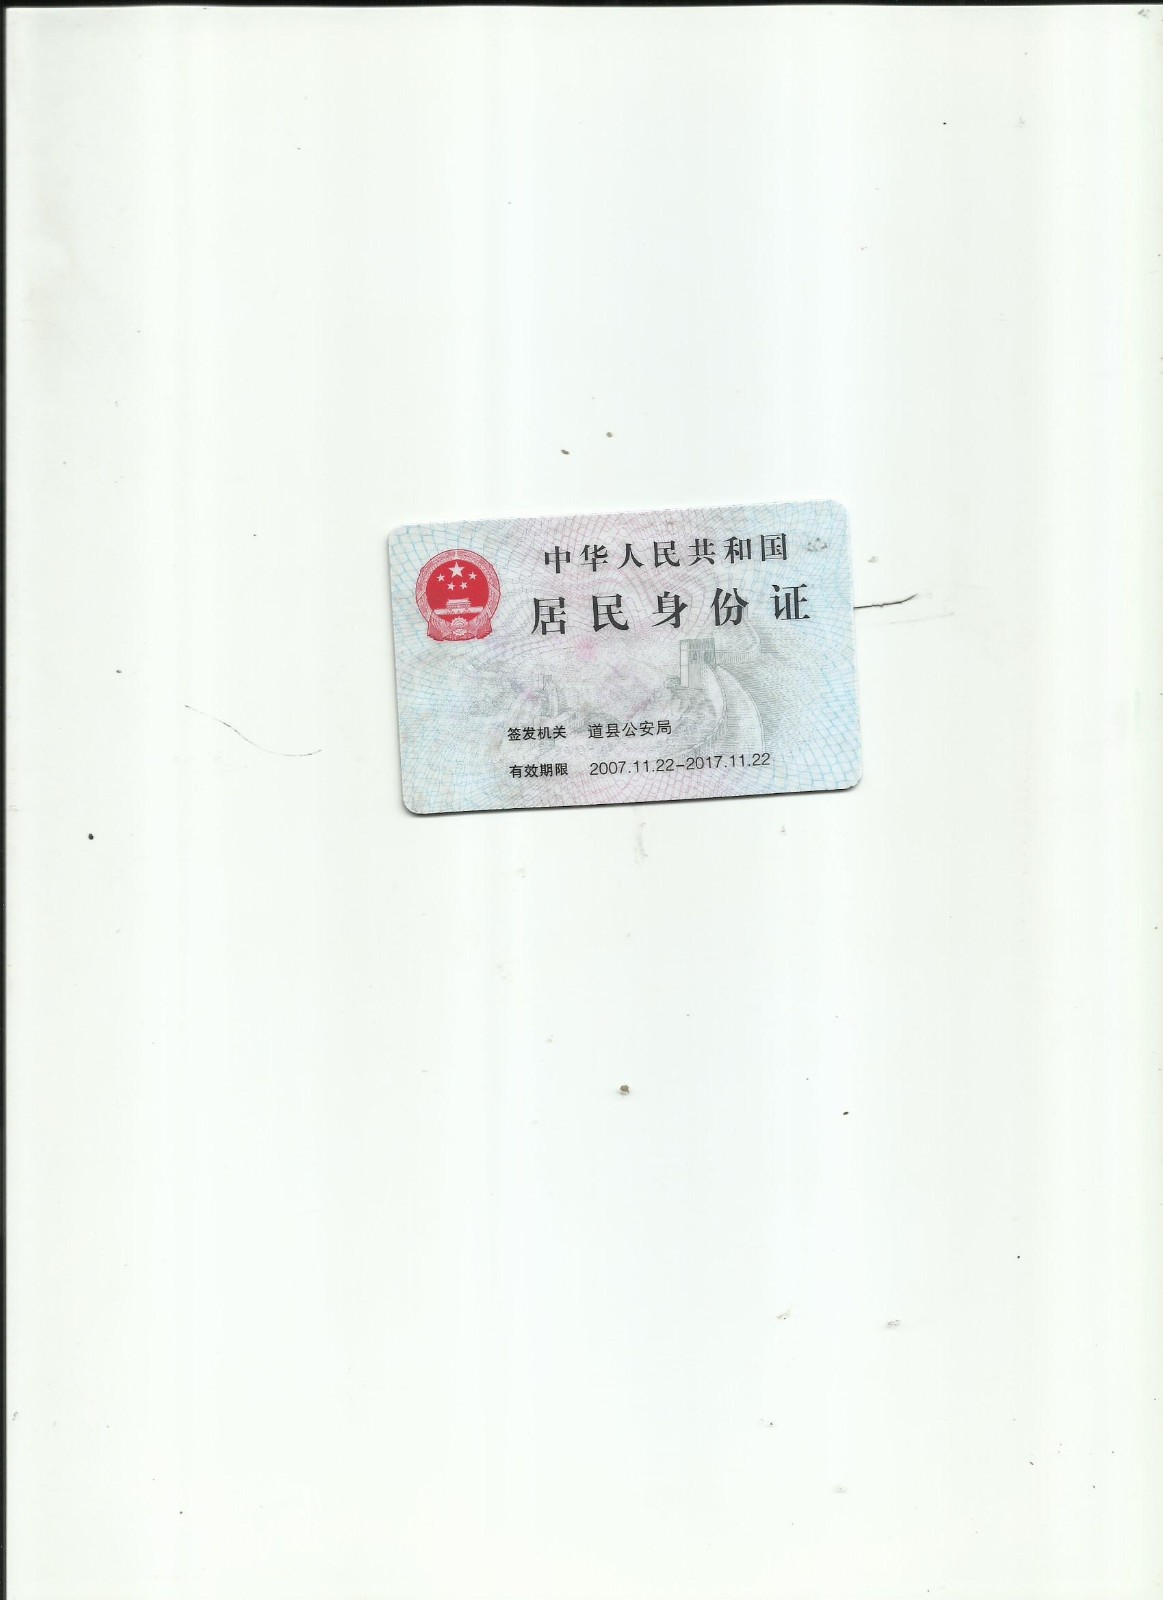 中华人民共和国
居民身份证
签发机关 道县公安局
有效期限 2007.11.22-2017.11.22